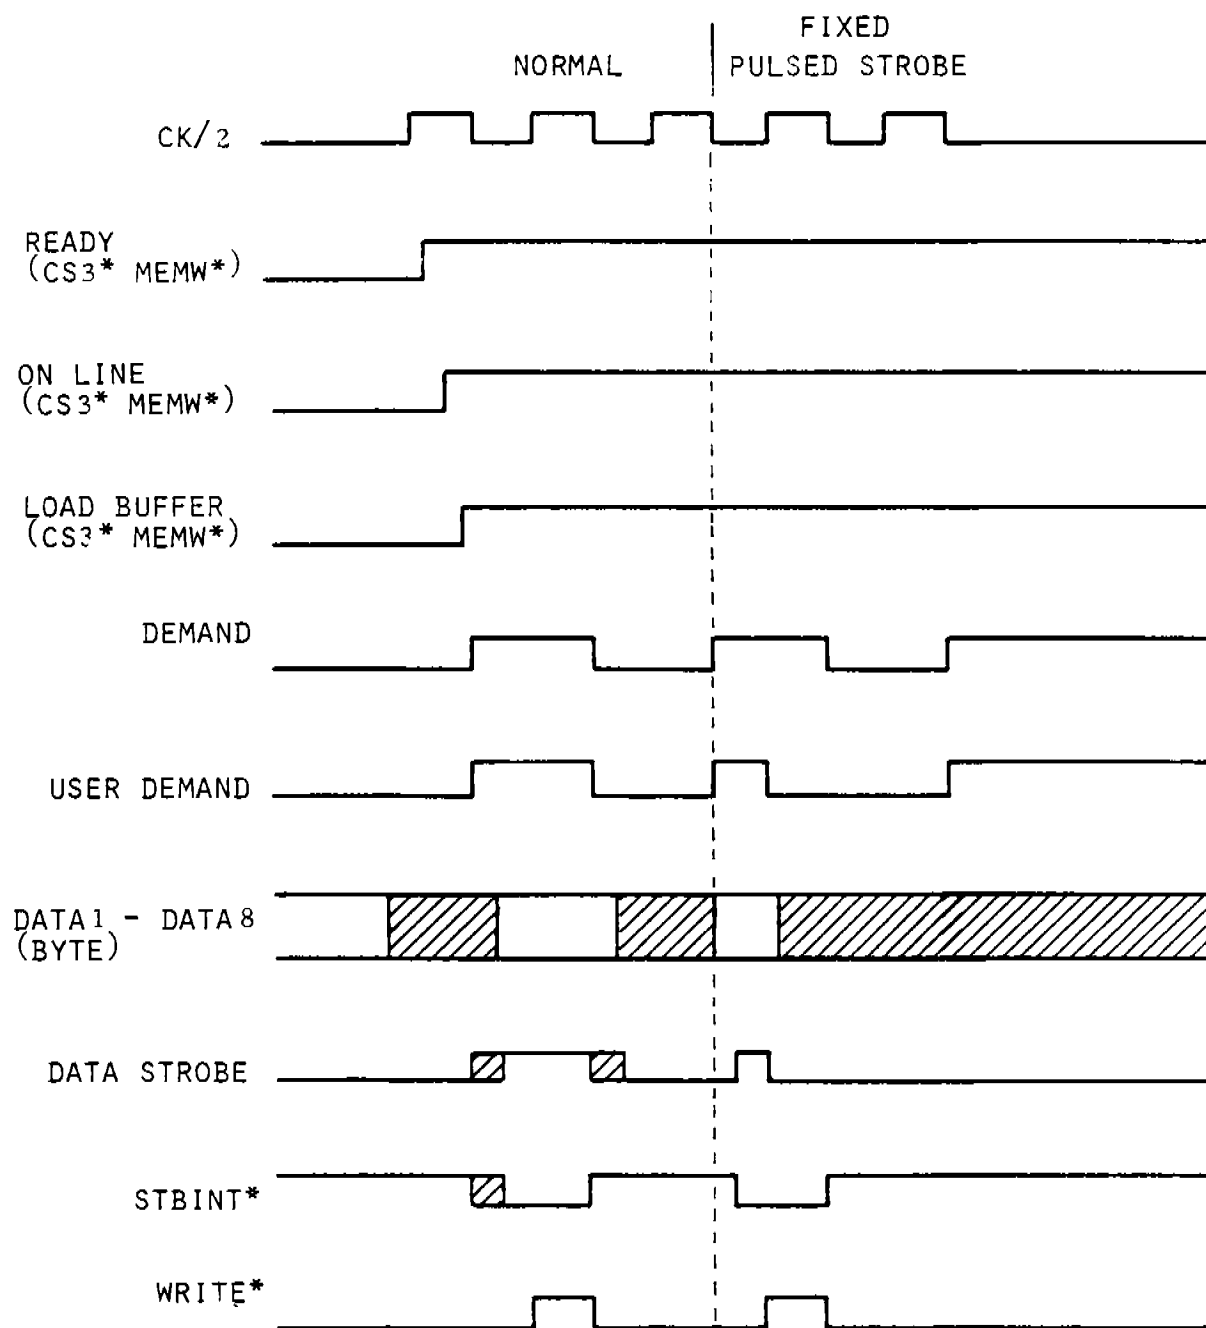 FIXED
NORMAL PULSED STROBE
CK/2
READY
(CS3* MEMW*)
ON LINE
(CS3* MEMW*)
LOAD BUFFER
(CS3* MEMW*)
DEMAND
USER DEMAND
DATA1 - DATA8
(BYTE)
DATA STROBE
STBINT*
WRITE*